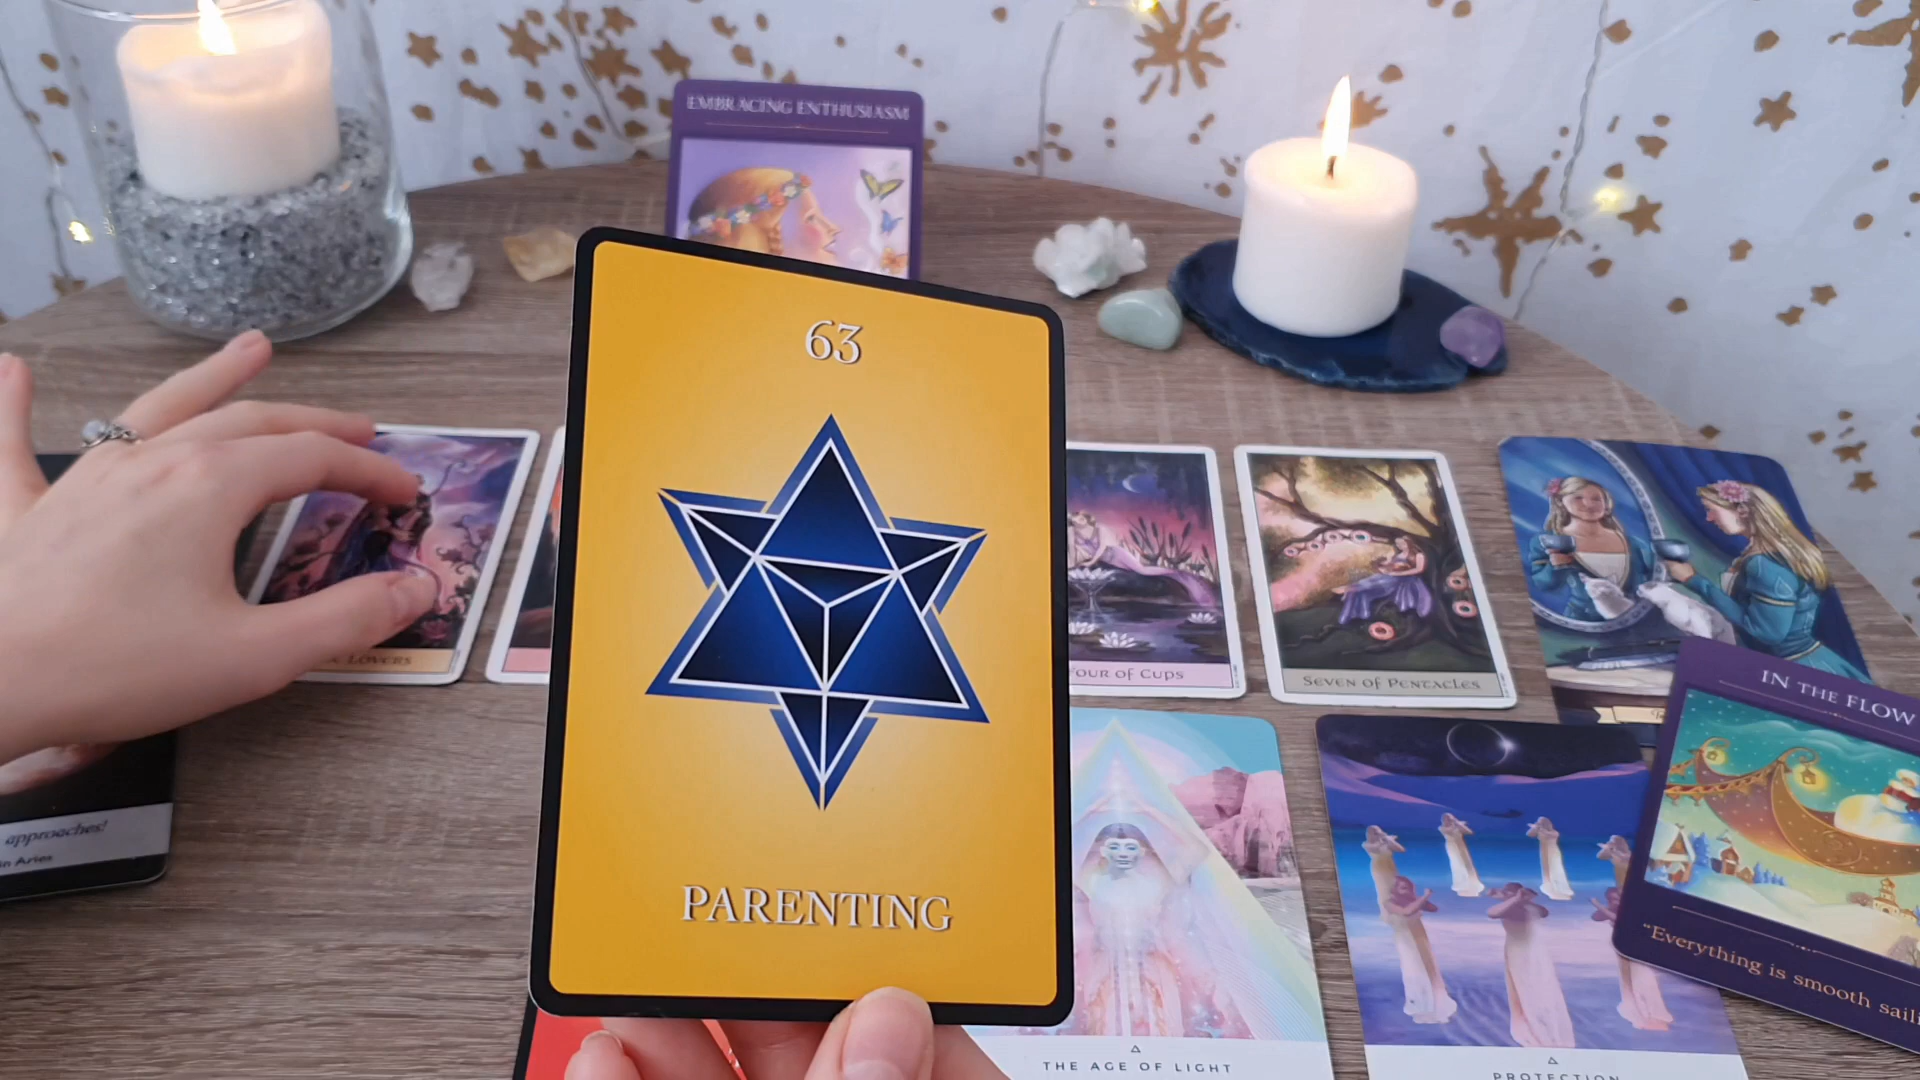 EMBRACING ENTHUSIASM
63
PARENTING
LOVERS
FOUR OF CUPS
SEVEN OF PENTACLES
IN THE FLOW
"Everything is smooth
approaches!
in Aries
THE AGE OF LIGHT
PROTECTION